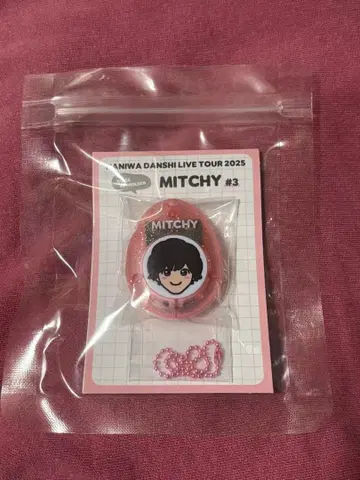 ANIWA DANSHI LIVE TOUR 2025
MITCHY #3
MITCHY